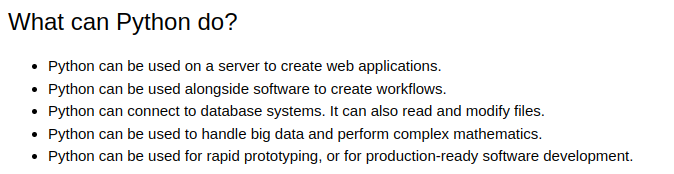 What can Python do?
Python can be used on a server to create web applications.
Python can be used alongside software to create workflows.
Python can connect to database systems. It can also read and modify files.
Python can be used to handle big data and perform complex mathematics.
Python can be used for rapid prototyping, or for production-ready software development.